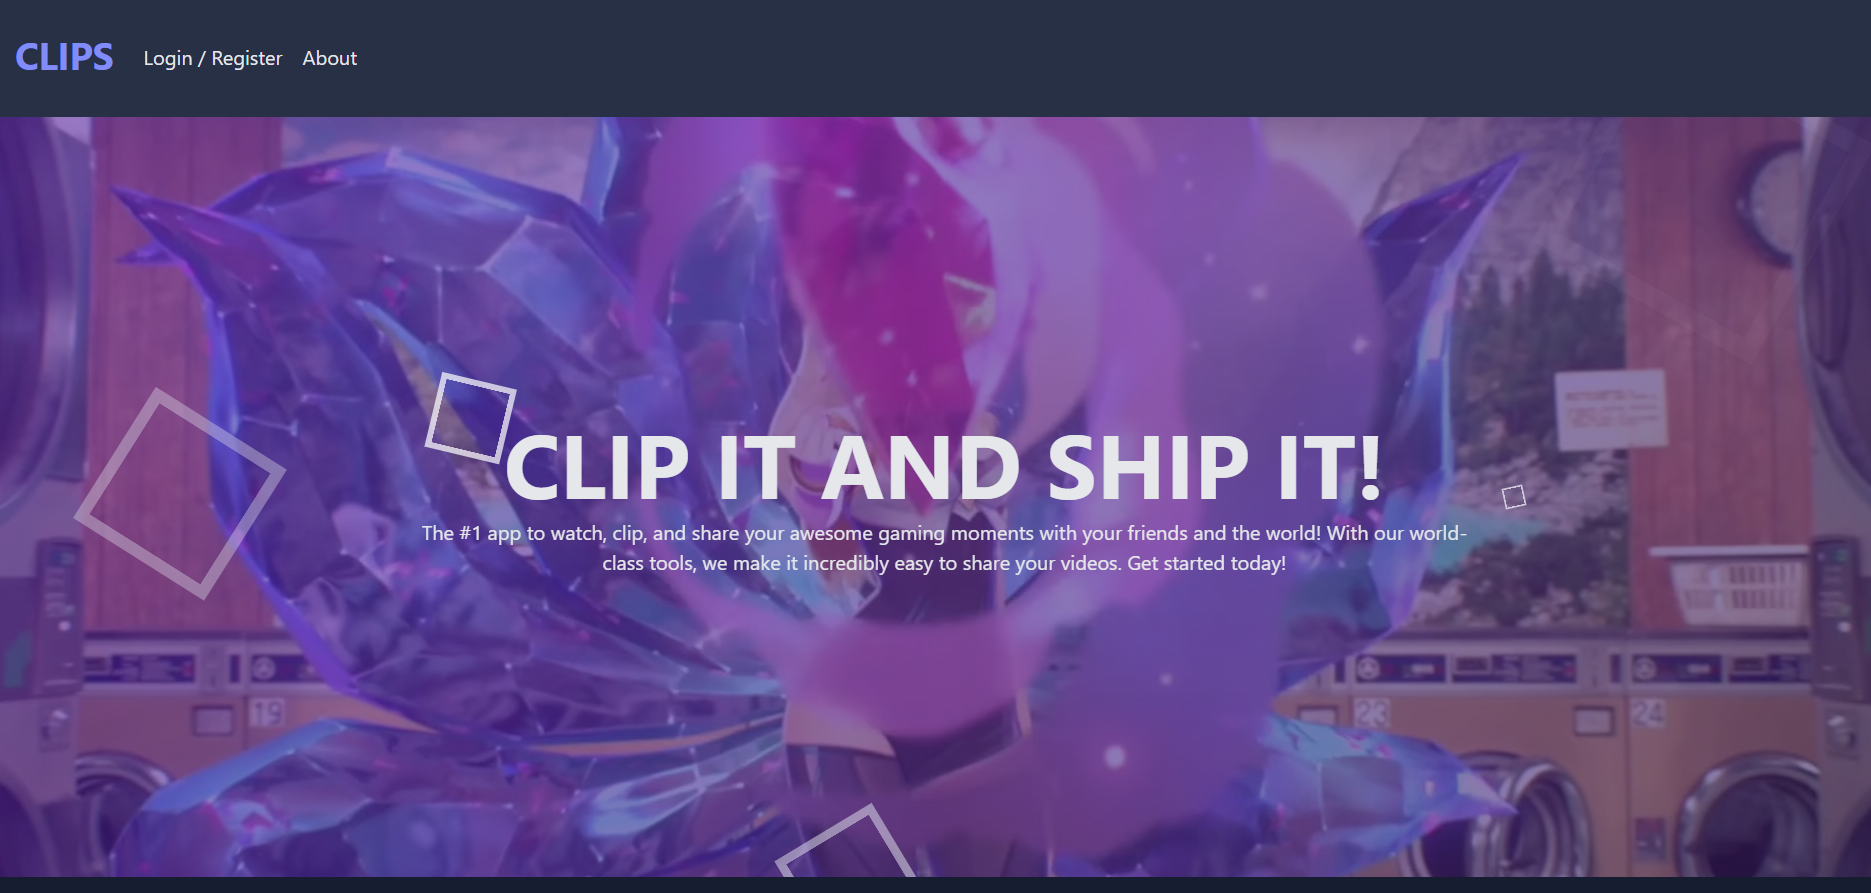 CLIPS Login / Register About
CLIP IT AND SHIP IT!
The #1 app to watch, clip, and share your awesome gaming moments with your friends and the world! With our world-
class tools, we make it incredibly easy to share your videos. Get started today!
19
23
24